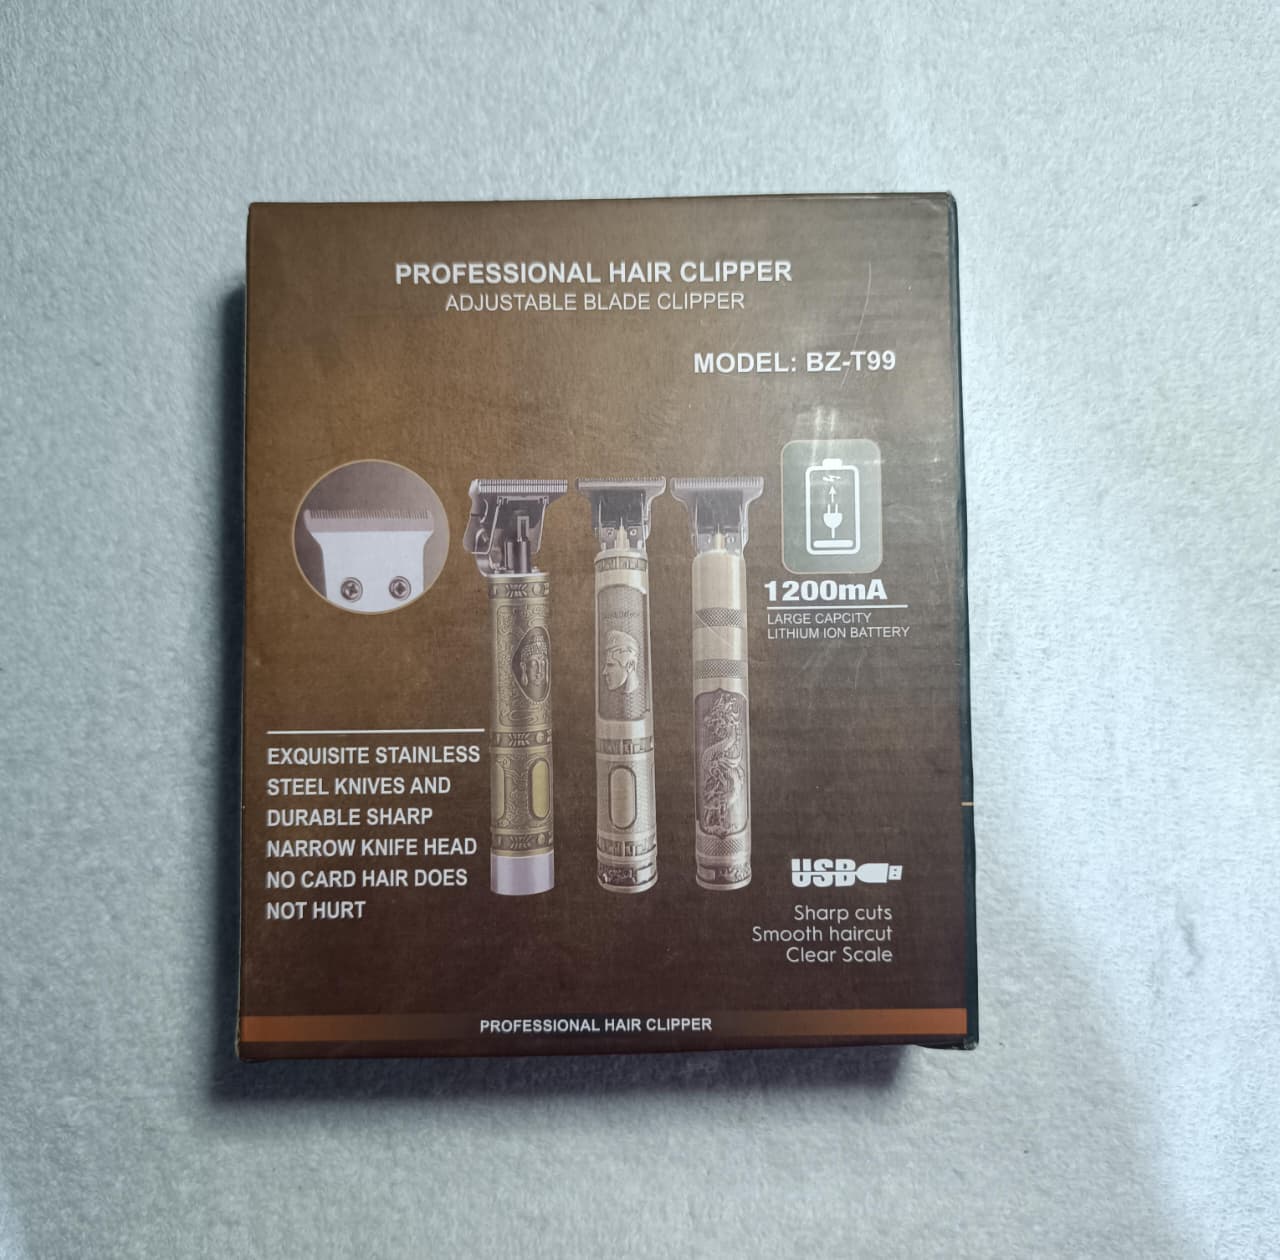 PROFESSIONAL HAIR CLIPPER
ADJUSTABLE BLADE CLIPPER
MODEL: BZ-T99
1200mA
LARGE CAPCITY
LITHIUM ION BATTERY
EXQUISITE STAINLESS
STEEL KNIVES AND
DURABLE SHARP
NARROW KNIFE HEAD
NO CARD HAIR DOES
NOT HURT
USB
Sharp cuts
Smooth haircut
Clear Scale
PROFESSIONAL HAIR CLIPPER